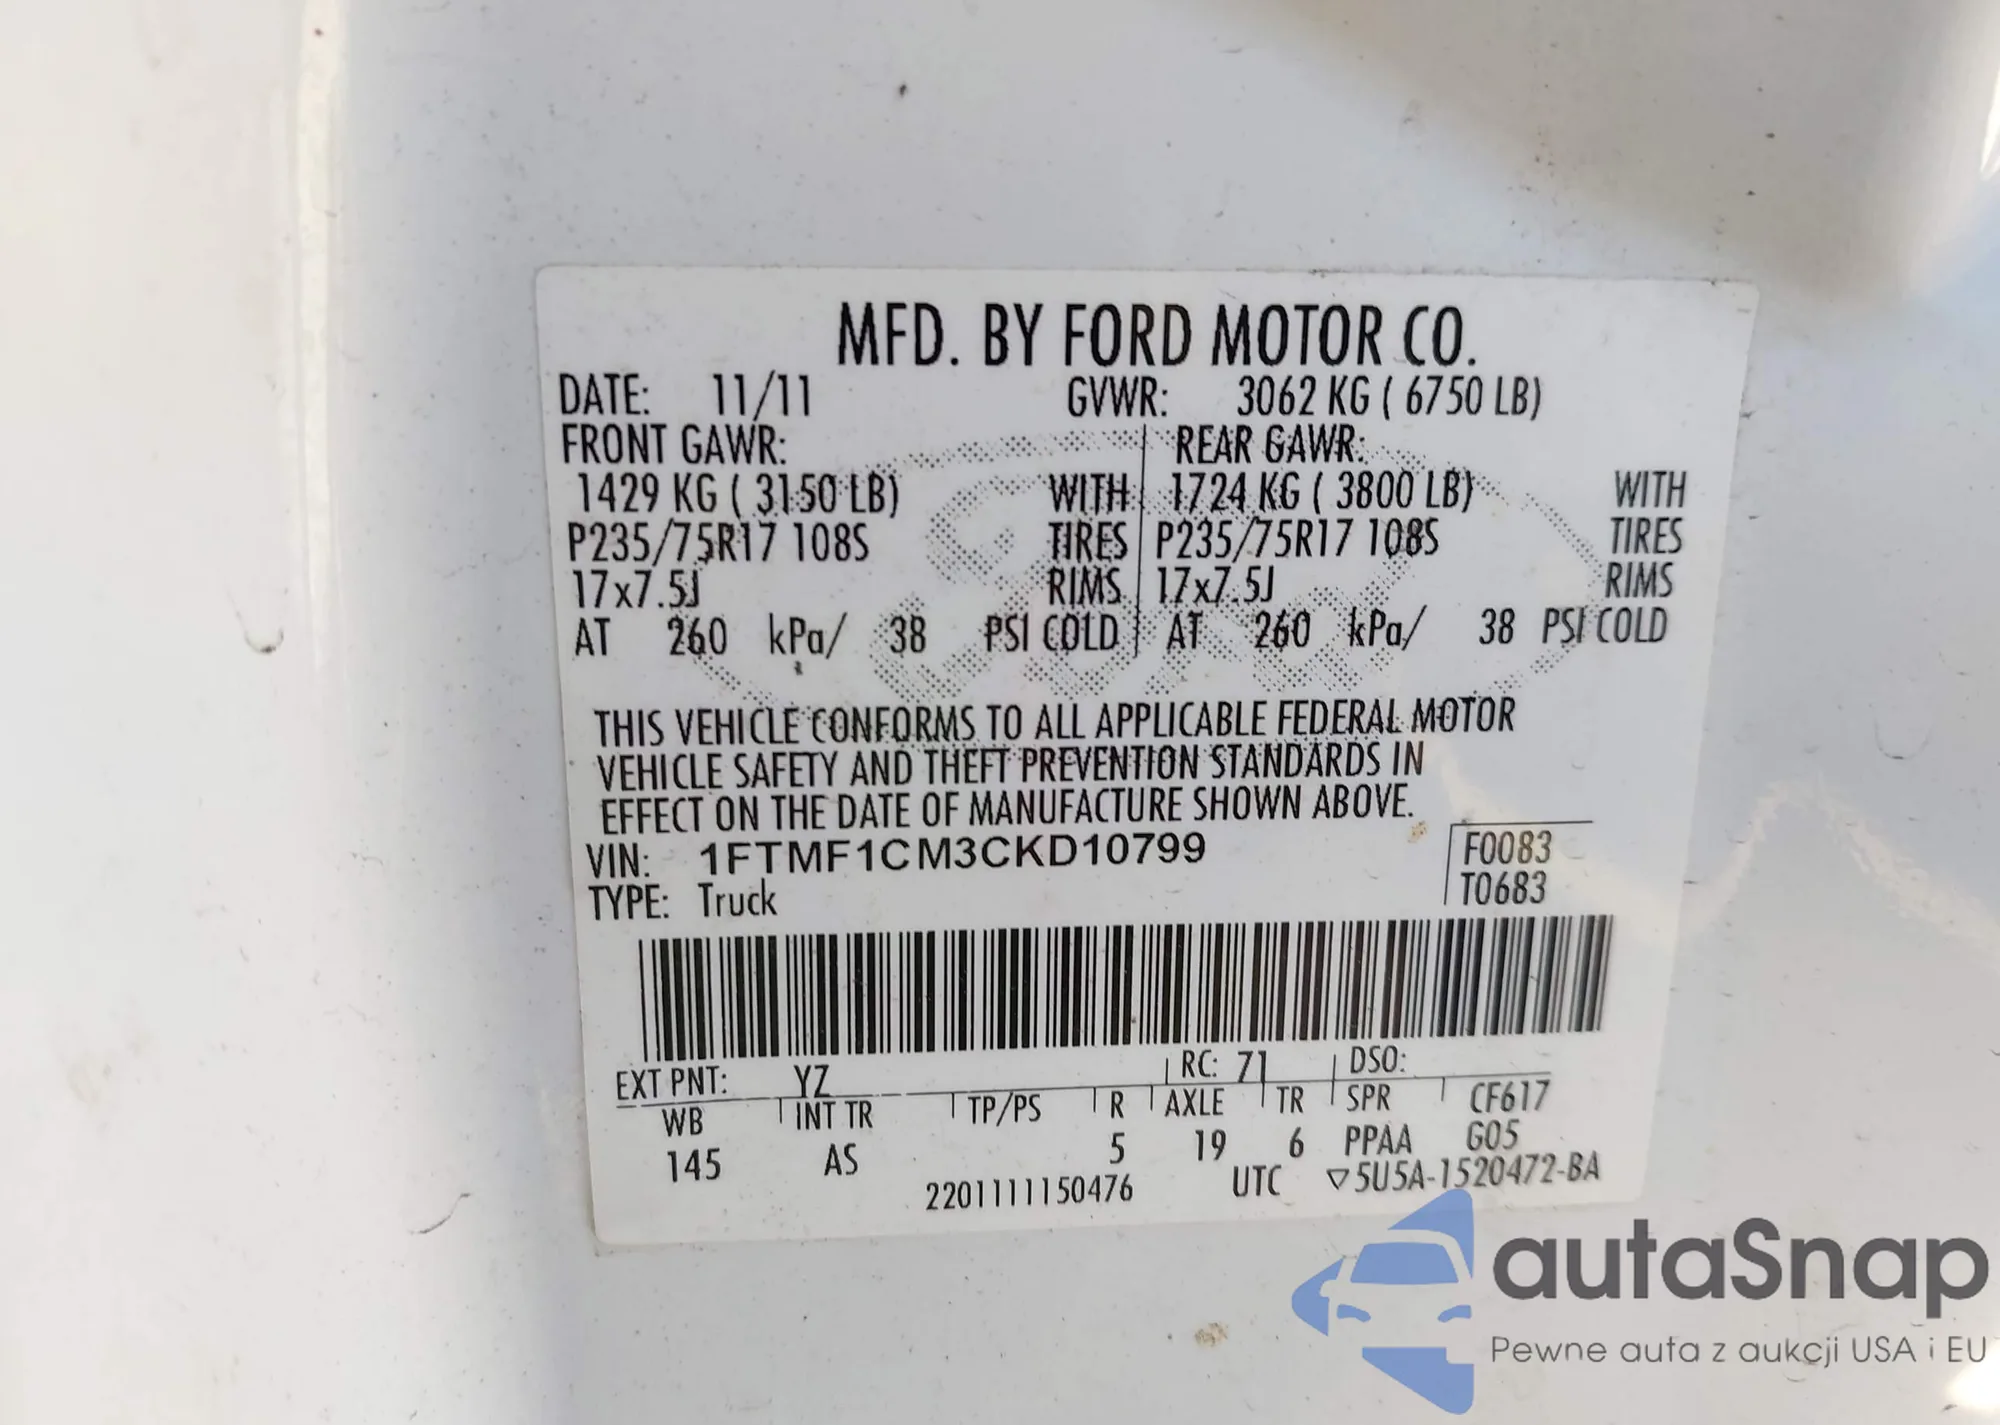 MFD. BY FORD MOTOR CO.
DATE: 11/11 GVWR: 3062 KG ( 6750 LB)
FRONT GAWR: REAR GAWR:
1429 KG ( 3150 LB) WITH 1724 KG ( 3800 LB) WITH
P235/75R17 108S TIRES P235/75R17 108S TIRES
17x7.5J RIMS 17x7.5J RIMS
AT 260 kPa/ 38 PSI COLD AT 260 kPa/ 38 PSI COLD
THIS VEHICLE CONFORMS TO ALL APPLICABLE FEDERAL MOTOR
VEHICLE SAFETY AND THEFT PREVENTION STANDARDS IN
EFFECT ON THE DATE OF MANUFACTURE SHOWN ABOVE.
VIN: 1FTMF1CM3CKD10799 F0083
TYPE: Truck T0683
EXT PNT: YZ RC: 71 DSO:
WB INT TR TP/PS R AXLE TR SPR CF617
145 AS 5 19 6 PPAA G05
2201111150476 UTC ▽5U5A-1520472-BA
autaSnap
Pewne auta z aukcji USA i EU